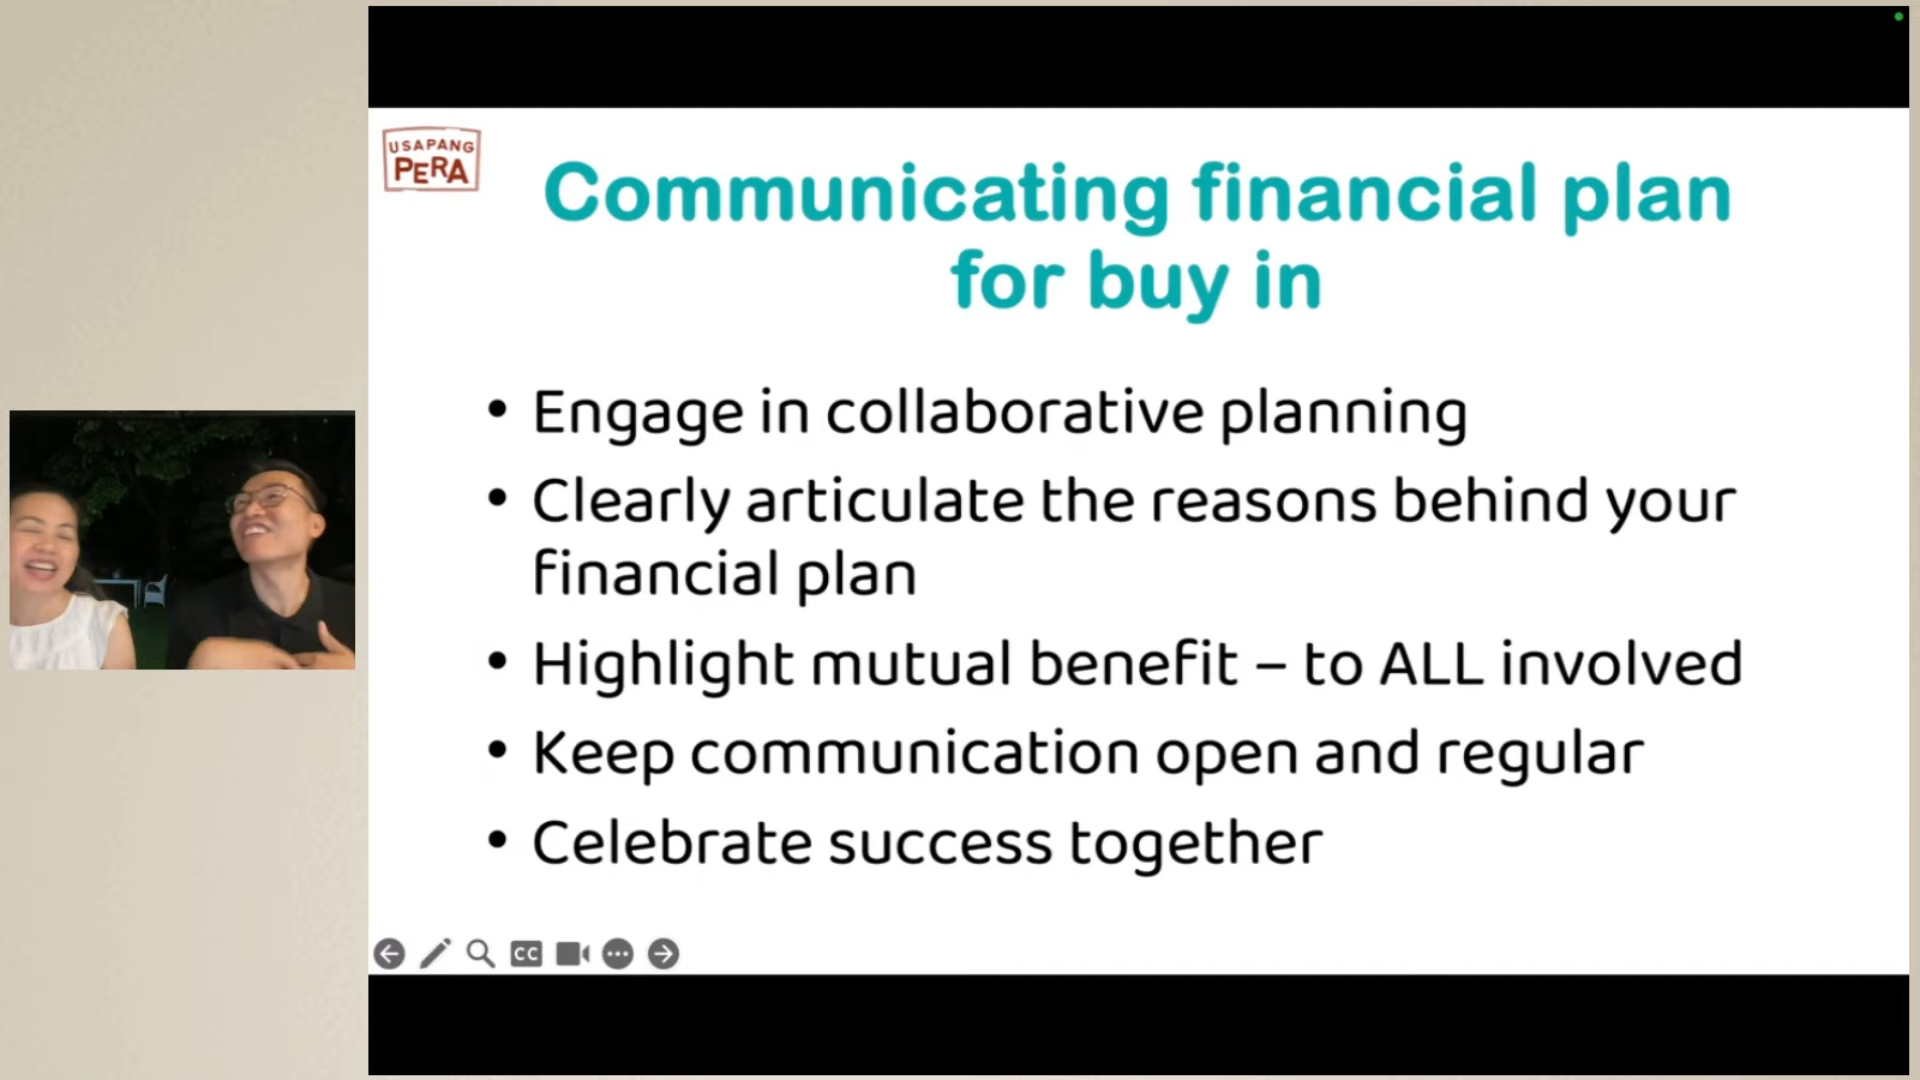 USAPANG
PERA
Communicating financial plan
for buy in
• Engage in collaborative planning
• Clearly articulate the reasons behind your
financial plan
• Highlight mutual benefit – to ALL involved
• Keep communication open and regular
• Celebrate success together
CC